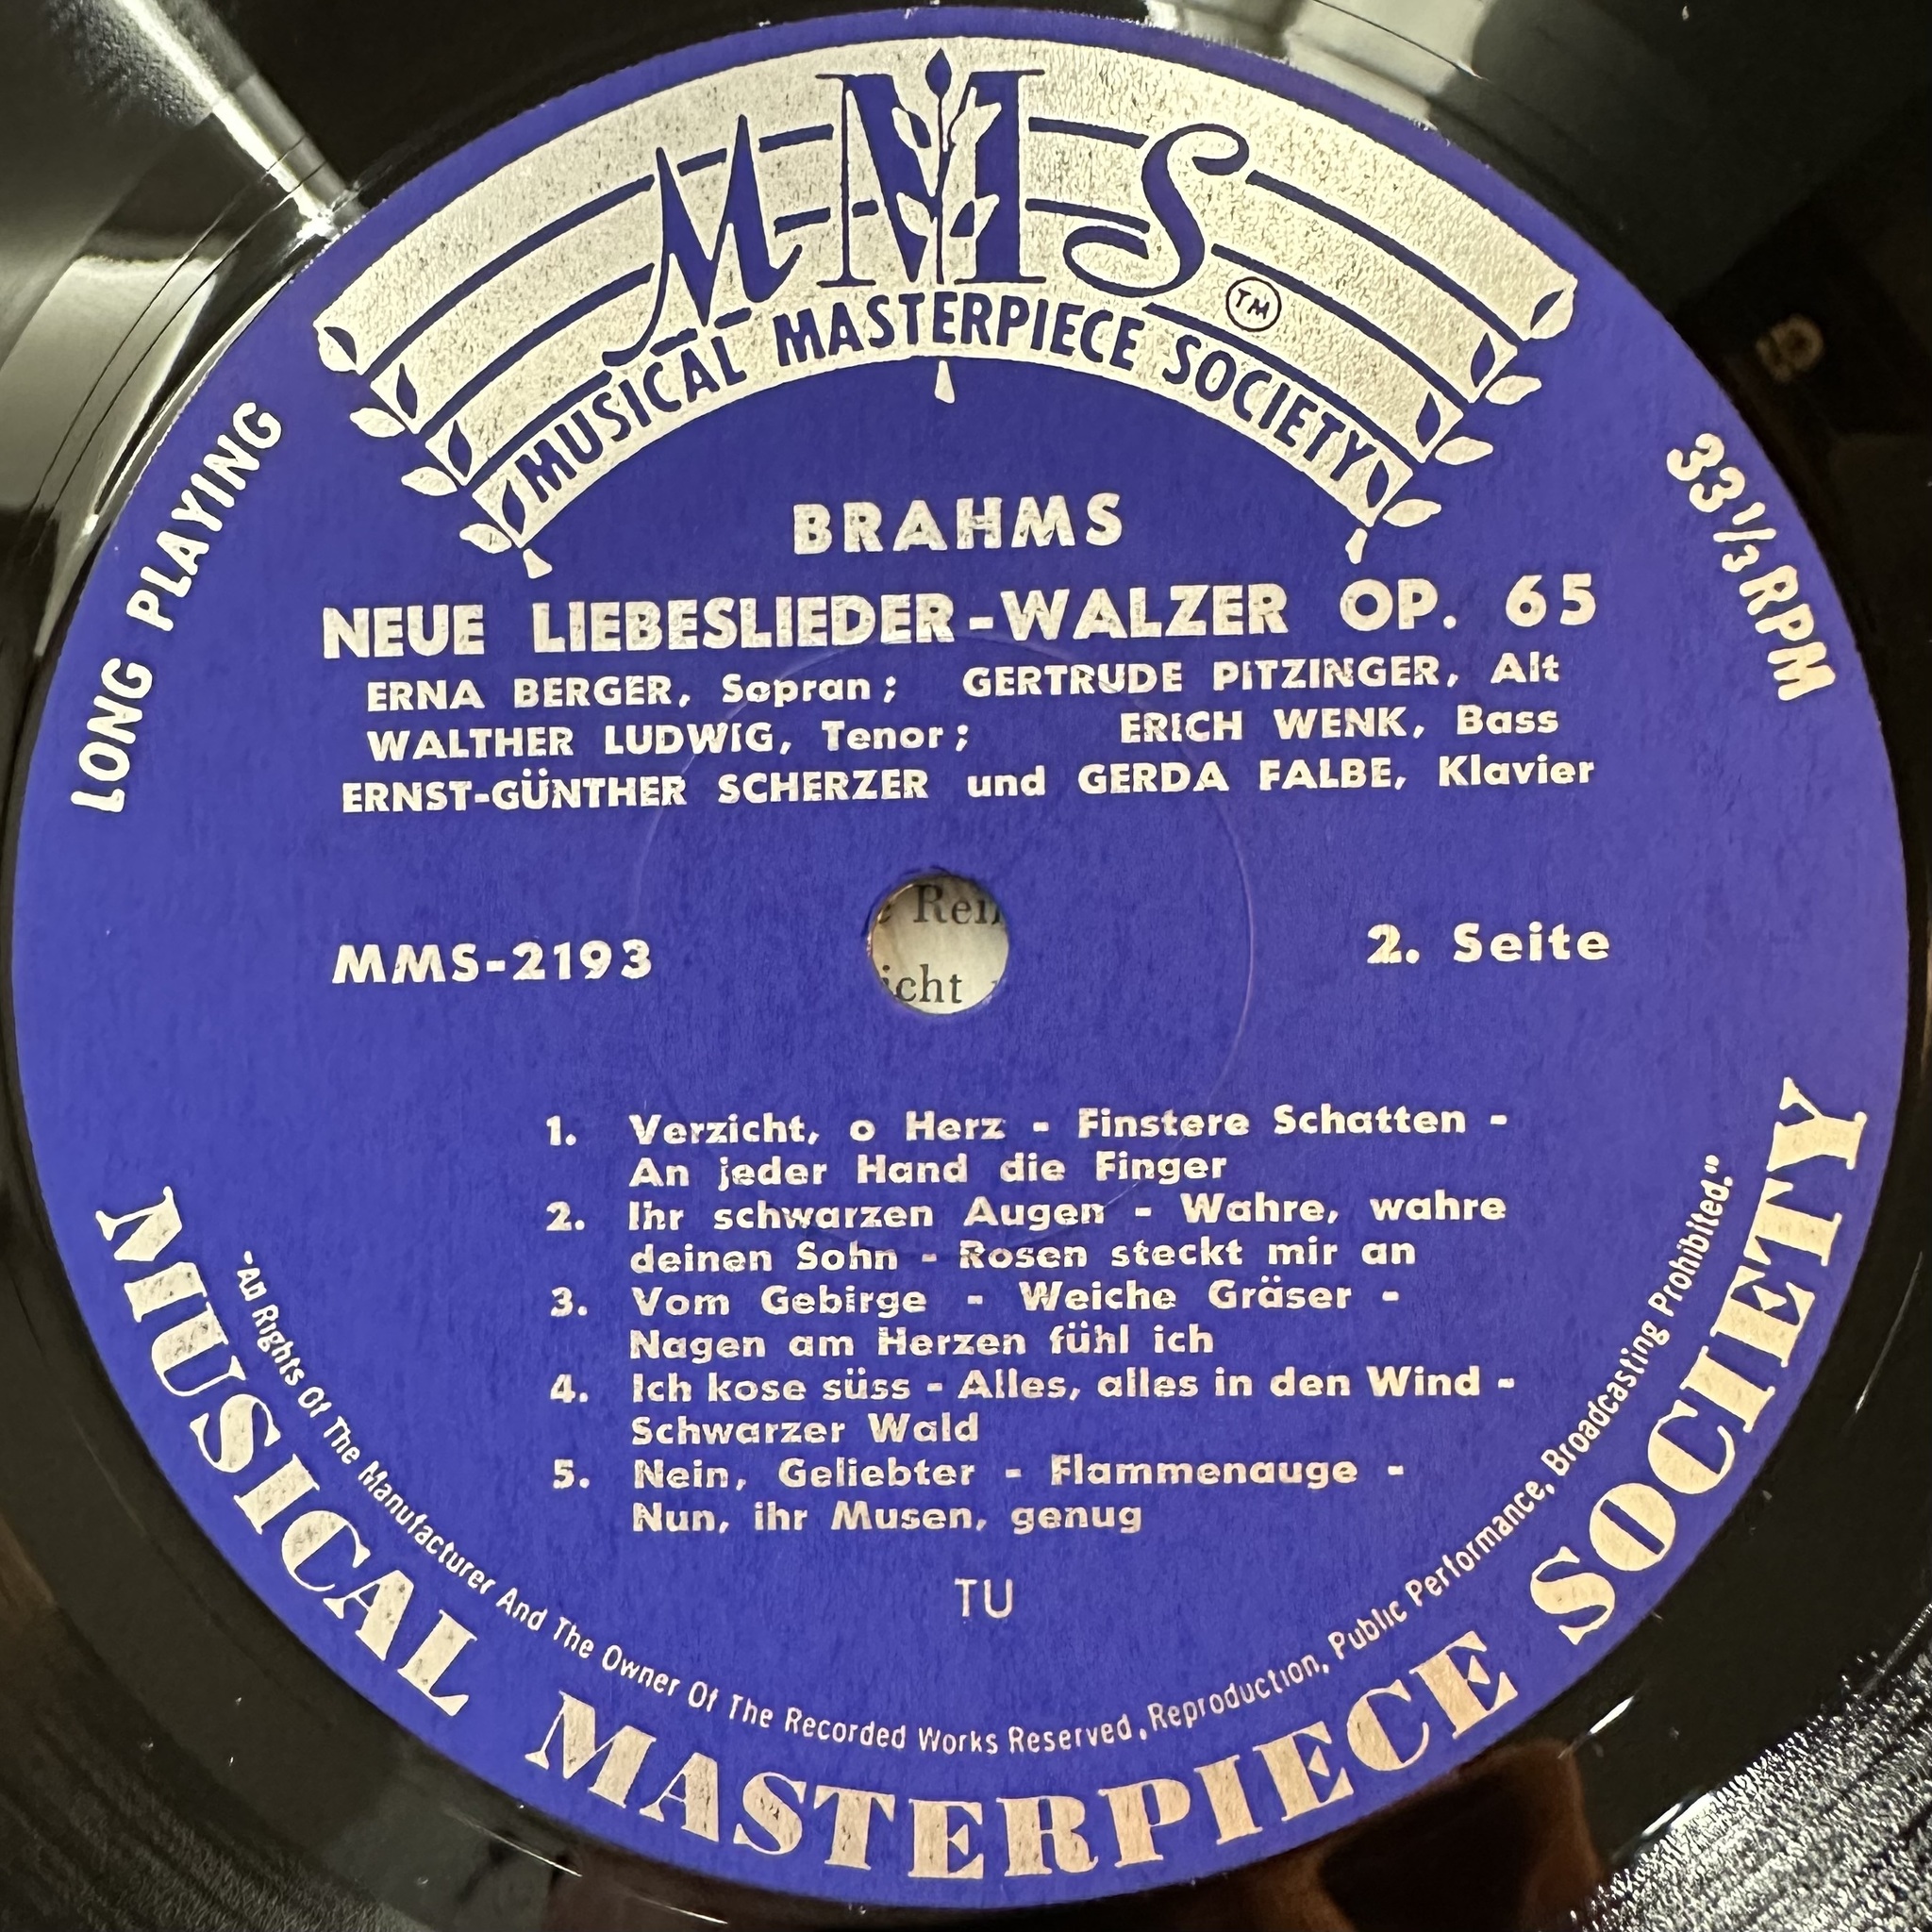 MMS TM
MUSICAL MASTERPIECE SOCIETY
LONG PLAYING
33⅓ RPM
BRAHMS
NEUE LIEBESLIEDER-WALZER OP. 65
ERNA BERGER, Sopran; GERTRUDE PITZINGER, Alt
WALTHER LUDWIG, Tenor; ERICH WENK, Bass
ERNST-GÜNTHER SCHERZER und GERDA FALBE, Klavier
MMS-2193
2. Seite
1. Verzicht, o Herz - Finstere Schatten -
An jeder Hand die Finger
2. Ihr schwarzen Augen - Wahre, wahre
deinen Sohn - Rosen steckt mir an
3. Vom Gebirge - Weiche Gräser -
Nagen am Herzen fühl ich
4. Ich kose süss - Alles, alles in den Wind -
Schwarzer Wald
5. Nein, Geliebter - Flammenauge -
Nun, ihr Musen, genug
TU
"All Rights Of The Manufacturer And The Owner Of The Recorded Works Reserved. Reproduction, Public Performance, Broadcasting Prohibited."
MUSICAL MASTERPIECE SOCIETY